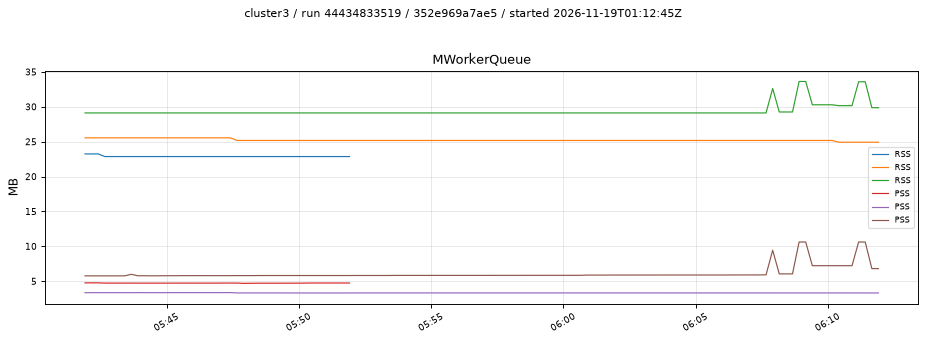 cluster3 / run 44434833519 / 352e969a7ae5 / started 2026-11-19T01:12:45Z
MWorkerQueue
35
30
25
20
15
10
5
MB
RSS
RSS
RSS
PSS
PSS
PSS
05:45
05:50
05:55
06:00
06:05
06:10